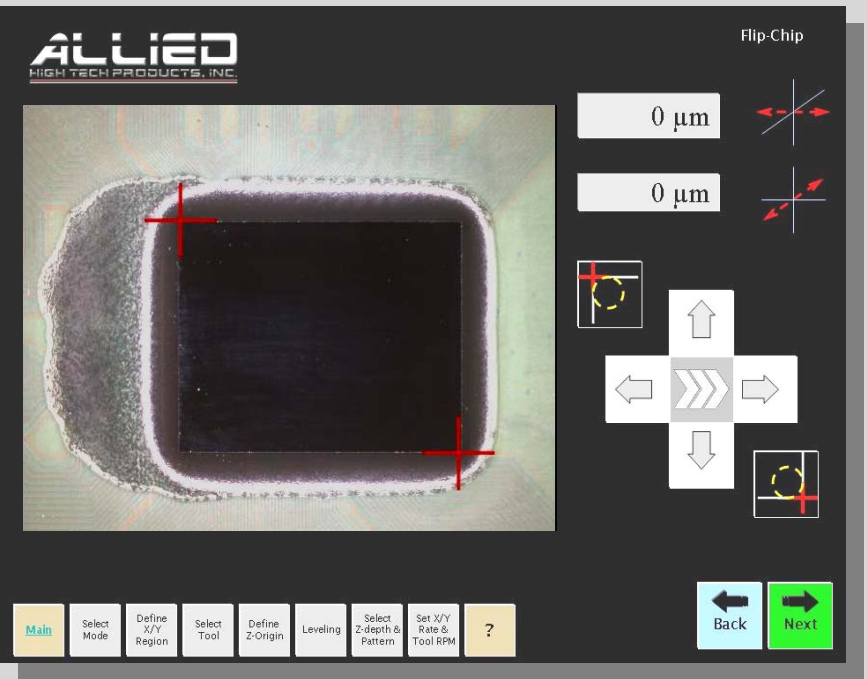 ALLIED
HIGH TECH PRODUCTS, INC.
Flip-Chip
0 µm
0 µm
Main
Select
Mode
Define
X/Y
Region
Select
Tool
Define
Z-Origin
Leveling
Select
Z-depth &
Pattern
Set X/Y
Rate &
Tool RPM
?
Back
Next